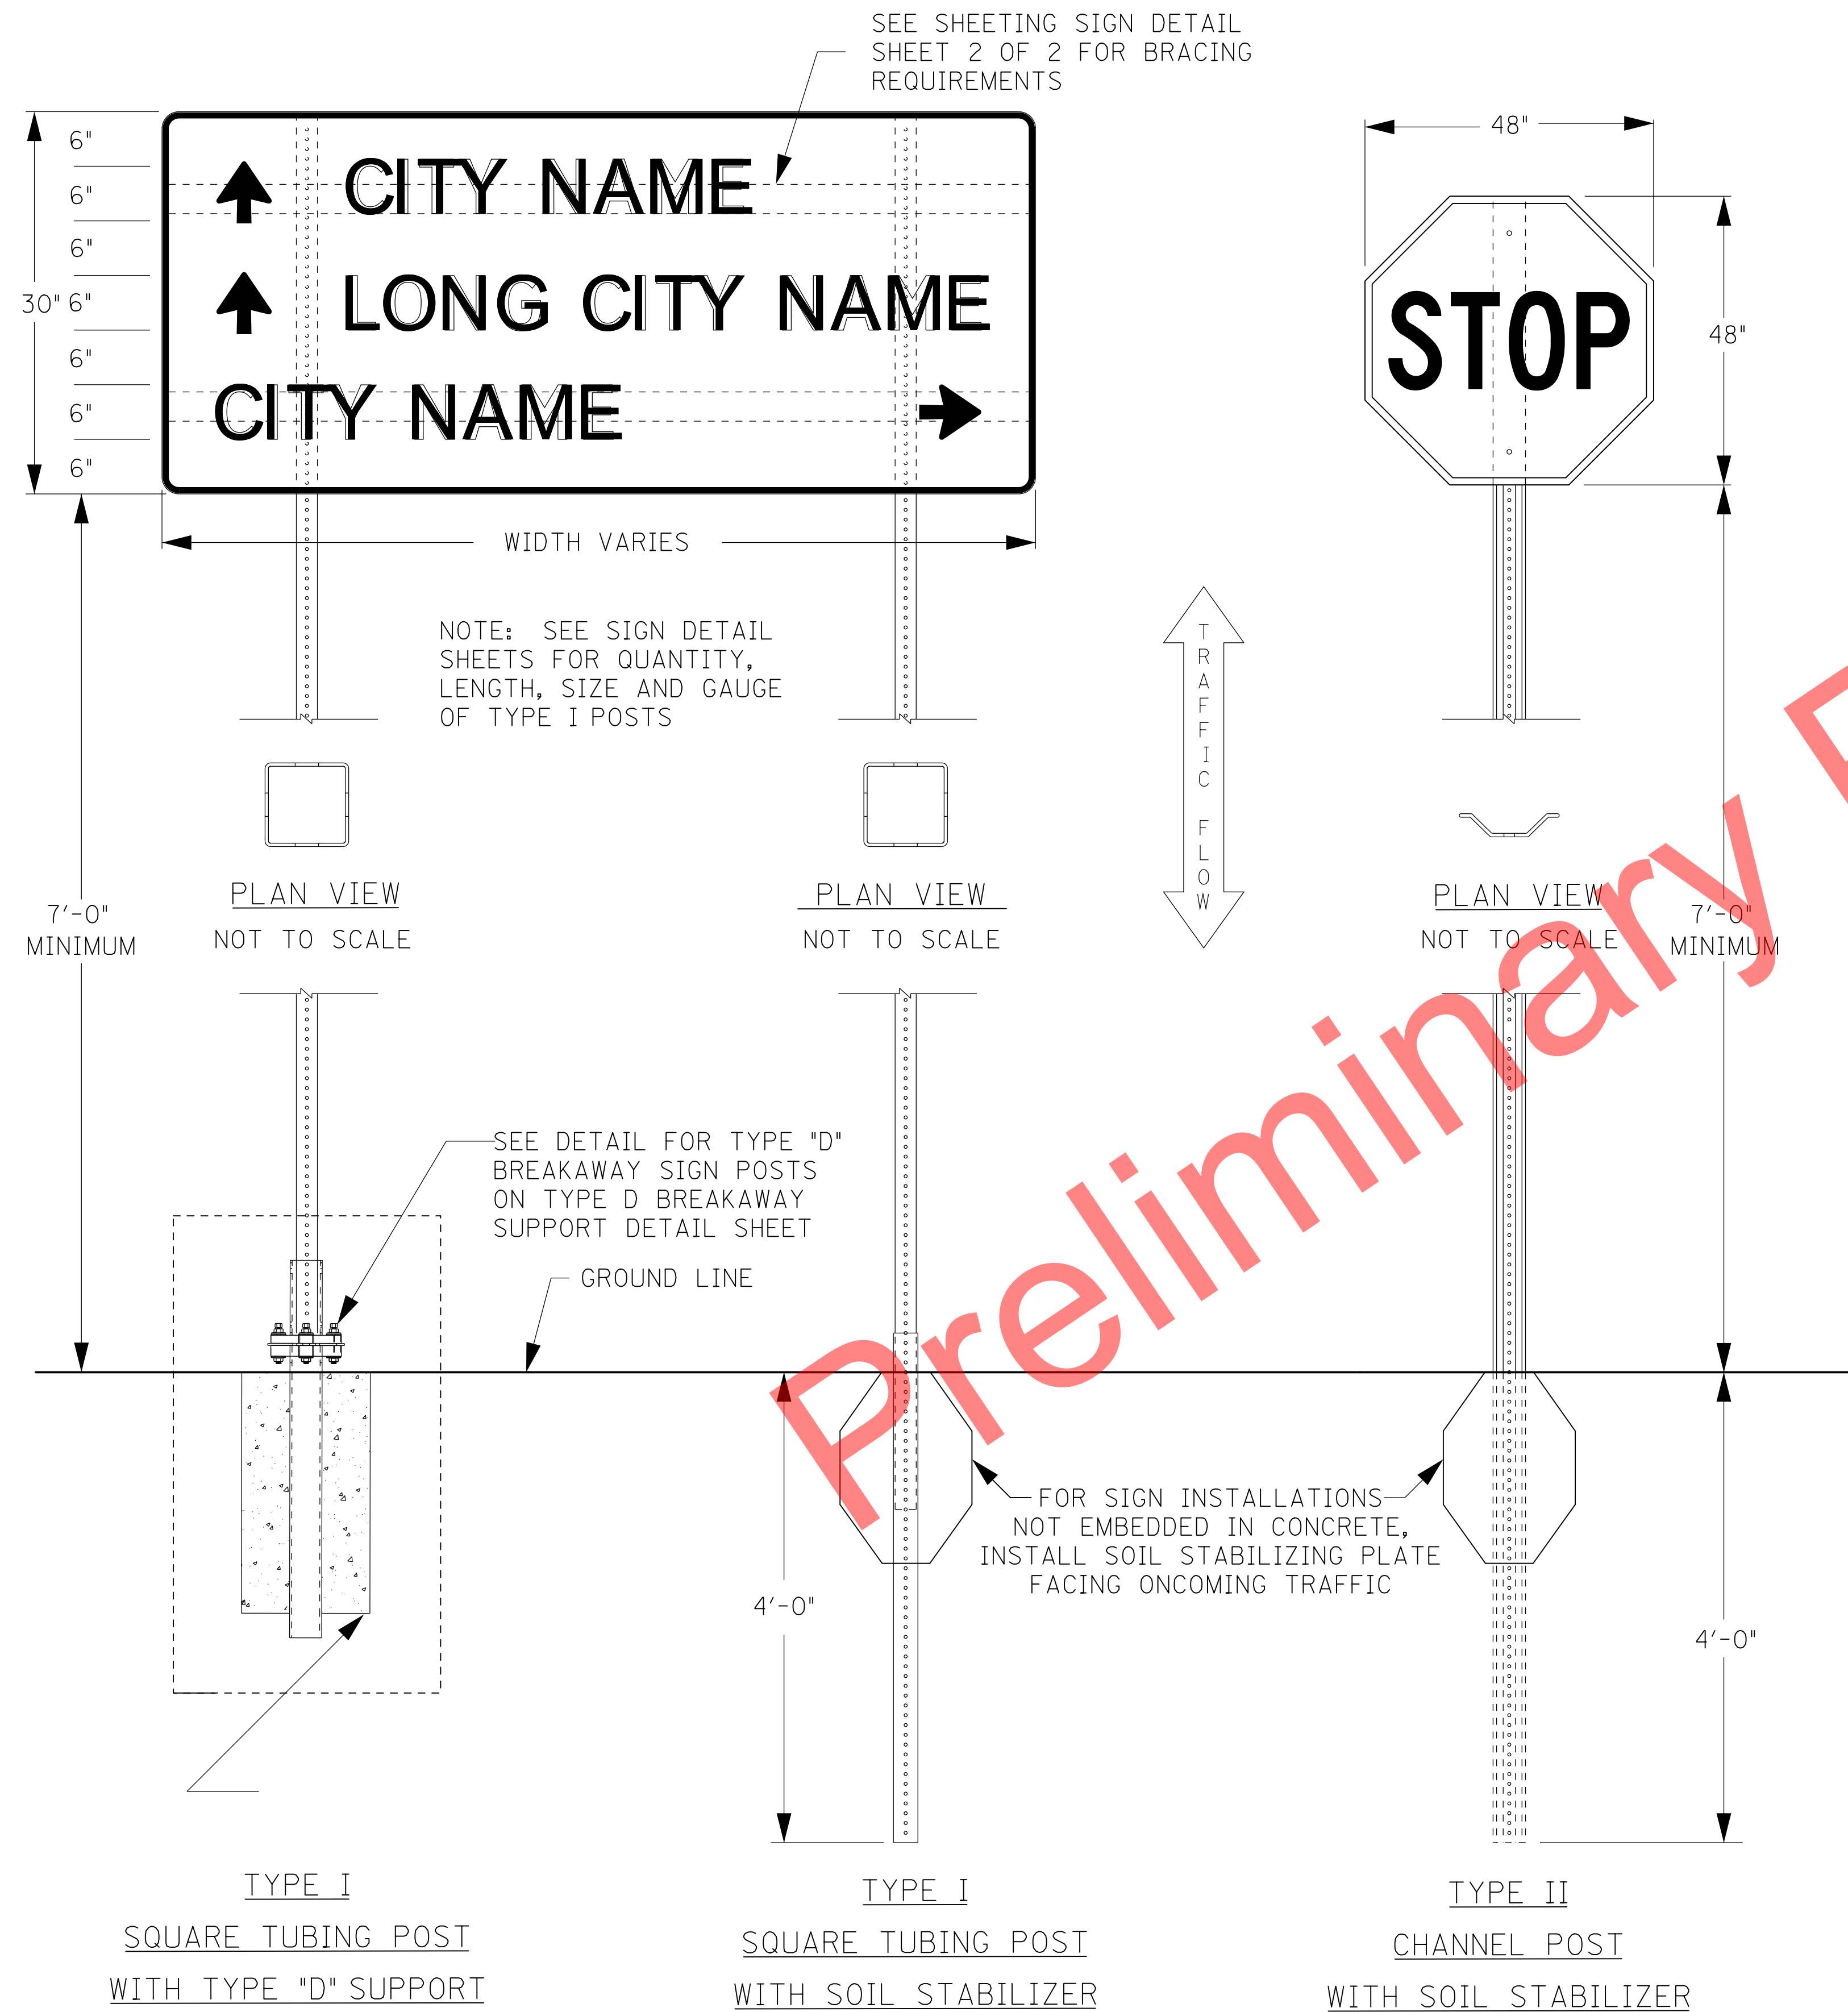 SEE SHEETING SIGN DETAIL
SHEET 2 OF 2 FOR BRACING
REQUIREMENTS
6"
6"
6"
30" 6"
6"
6"
6"
CITY NAME
LONG CITY NAME
CITY NAME
48"
STOP
48"
WIDTH VARIES
NOTE: SEE SIGN DETAIL
SHEETS FOR QUANTITY,
LENGTH, SIZE AND GAUGE
OF TYPE I POSTS
TRAFFIC FLOW
PLAN VIEW
NOT TO SCALE
PLAN VIEW
NOT TO SCALE
PLAN VIEW
NOT TO SCALE
7'-0"
MINIMUM
7'-0"
MINIMUM
SEE DETAIL FOR TYPE "D"
BREAKAWAY SIGN POSTS
ON TYPE D BREAKAWAY
SUPPORT DETAIL SHEET
GROUND LINE
Preliminary
FOR SIGN INSTALLATIONS
NOT EMBEDDED IN CONCRETE,
INSTALL SOIL STABILIZING PLATE
FACING ONCOMING TRAFFIC
4'-0"
4'-0"
TYPE I
SQUARE TUBING POST
WITH TYPE "D" SUPPORT
TYPE I
SQUARE TUBING POST
WITH SOIL STABILIZER
TYPE II
CHANNEL POST
WITH SOIL STABILIZER